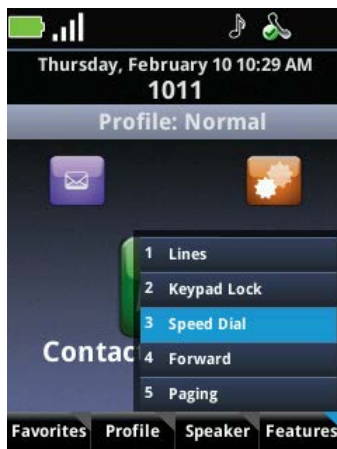 Thursday, February 10 10:29 AM
1011
Profile: Normal
1 Lines
2 Keypad Lock
3 Speed Dial
Contac
4 Forward
5 Paging
Favorites Profile Speaker Features